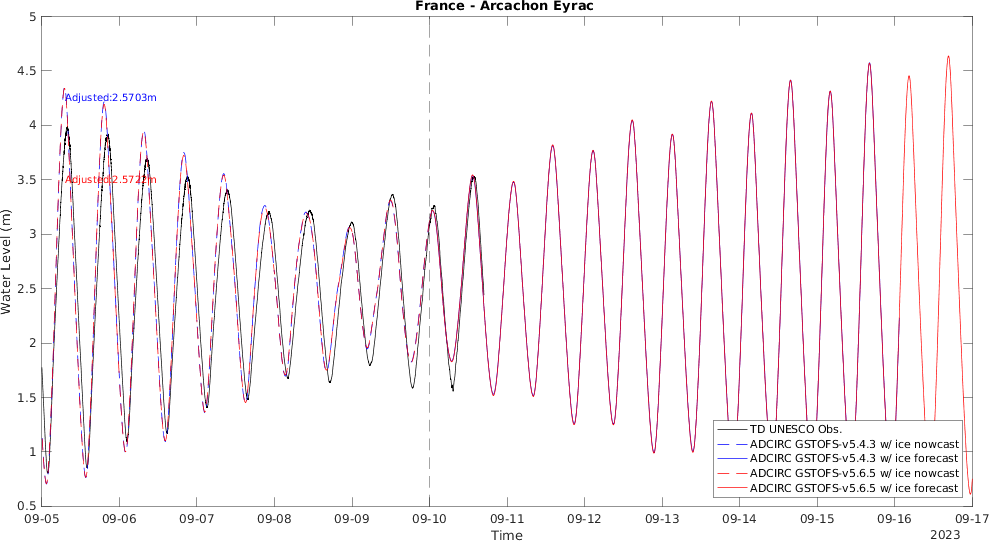 France - Arcachon Eyrac
5
4.5
4
3.5
3
2.5
2
1.5
1
0.5
Water Level (m)
Adjusted:2.5703m
Adjusted:2.5722m
TD UNESCO Obs.
ADCIRC GSTOFS-v5.4.3 w/ ice nowcast
ADCIRC GSTOFS-v5.4.3 w/ ice forecast
ADCIRC GSTOFS-v5.6.5 w/ ice nowcast
ADCIRC GSTOFS-v5.6.5 w/ ice forecast
09-05 09-06 09-07 09-08 09-09 09-10 09-11 09-12 09-13 09-14 09-15 09-16 09-17
Time
2023